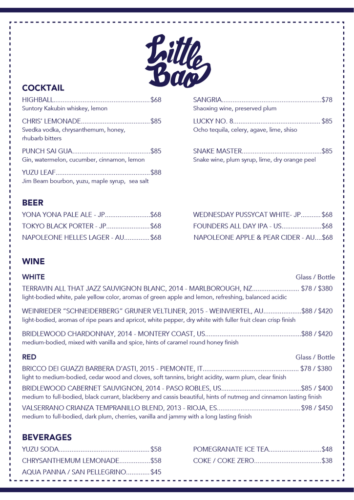 Little
Bao
COCKTAIL
HIGHBALL..........$68
Suntory Kakubin whiskey, lemon
CHRIS' LEMONADE..........$85
Svedka vodka, chrysanthemum, honey,
rhubarb bitters
PUNCH SAI GUA..........$85
Gin, watermelon, cucumber, cinnamon, lemon
YUZU LEAF..........$88
Jim Beam bourbon, yuzu, maple syrup, sea salt
SANGRIA..........$78
Shaoxing wine, preserved plum
LUCKY NO. 8..........$85
Ocho tequila, celery, agave, lime, shiso
SNAKE MASTER..........$85
Snake wine, plum syrup, lime, dry orange peel
BEER
YONA YONA PALE ALE - JP..........$68
TOKYO BLACK PORTER - JP..........$68
NAPOLEONE HELLES LAGER - AU..........$68
WEDNESDAY PUSSYCAT WHITE- JP..........$68
FOUNDERS ALL DAY IPA - US..........$68
NAPOLEONE APPLE & PEAR CIDER - AU...$68
WINE
WHITE Glass / Bottle
TERRAVIN ALL THAT JAZZ SAUVIGNON BLANC, 2014 - MARLBOROUGH, NZ..........$78 / $380
light-bodied white, pale yellow color, aromas of green apple and lemon, refreshing, balanced acidic
WEINRIEDER "SCHNEIDERBERG" GRUNER VELTLINER, 2015 - WEINVIERTEL, AU..........$88 / $420
light-bodied, aromas of ripe pears and apricot, white pepper, dry white with fuller fruit clean crisp finish
BRIDLEWOOD CHARDONNAY, 2014 - MONTEREY COAST, US..........$88 / $420
medium-bodied, mixed with vanilla and spice, hints of caramel round honey finish
RED Glass / Bottle
BRICCO DEI GUAZZI BARBERA D'ASTI, 2015 - PIEMONTE, IT..........$78 / $380
light to medium-bodied, cedar wood and cloves, soft tannins, bright acidity, warm plum, clear finish
BRIDLEWOOD CABERNET SAUVIGNON, 2014 - PASO ROBLES, US..........$85 / $400
medium to full-bodied, black currant, blackberry and cassis beautiful, hints of nutmeg and cinnamon lasting finish
VALSERRANO CRIANZA TEMPRANILLO BLEND, 2013 - RIOJA, ES..........$98 / $450
medium to full-bodied, dark plum, cherries, vanilla and jammy with a long lasting finish
BEVERAGES
YUZU SODA..........$58
CHRYSANTHEMUM LEMONADE..........$58
AQUA PANNA / SAN PELLEGRINO..........$45
POMEGRANATE ICE TEA..........$48
COKE / COKE ZERO..........$38